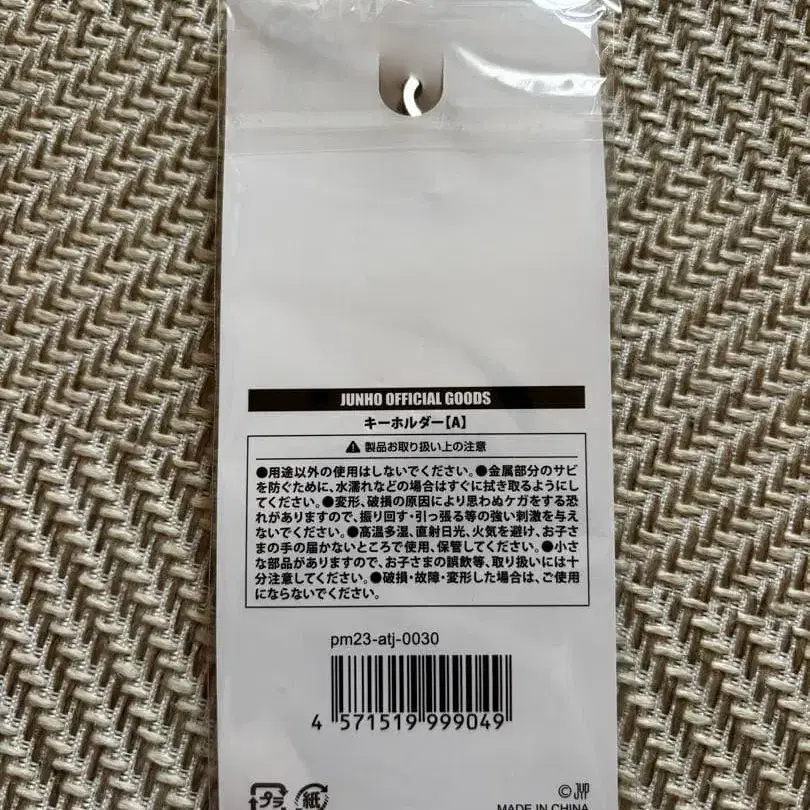 JUNHO OFFICIAL GOODS
キーホルダー【A】
製品お取り扱い上の注意
●用途以外の使用はしないでください。●金属部分のサビ
を防ぐために、水濡れなどの場合はすぐに拭き取るようにし
てください。●変形、破損の原因により思わぬケガをする恐
れがありますので、振り回す・引っ張る等の強い刺激を与え
ないでください。●高温多湿、直射日光、火気を避け、お子さ
まの手の届かないところで使用、保管してください。●小さ
な部品がありますので、お子さまの誤飲等、取り扱いには十
分注意してください。●破損・故障・変形した場合は、ご使用
にならないでください。
pm23-atj-0030
4 571519 999049
プラ
紙
© JYP
MADE IN CHINA